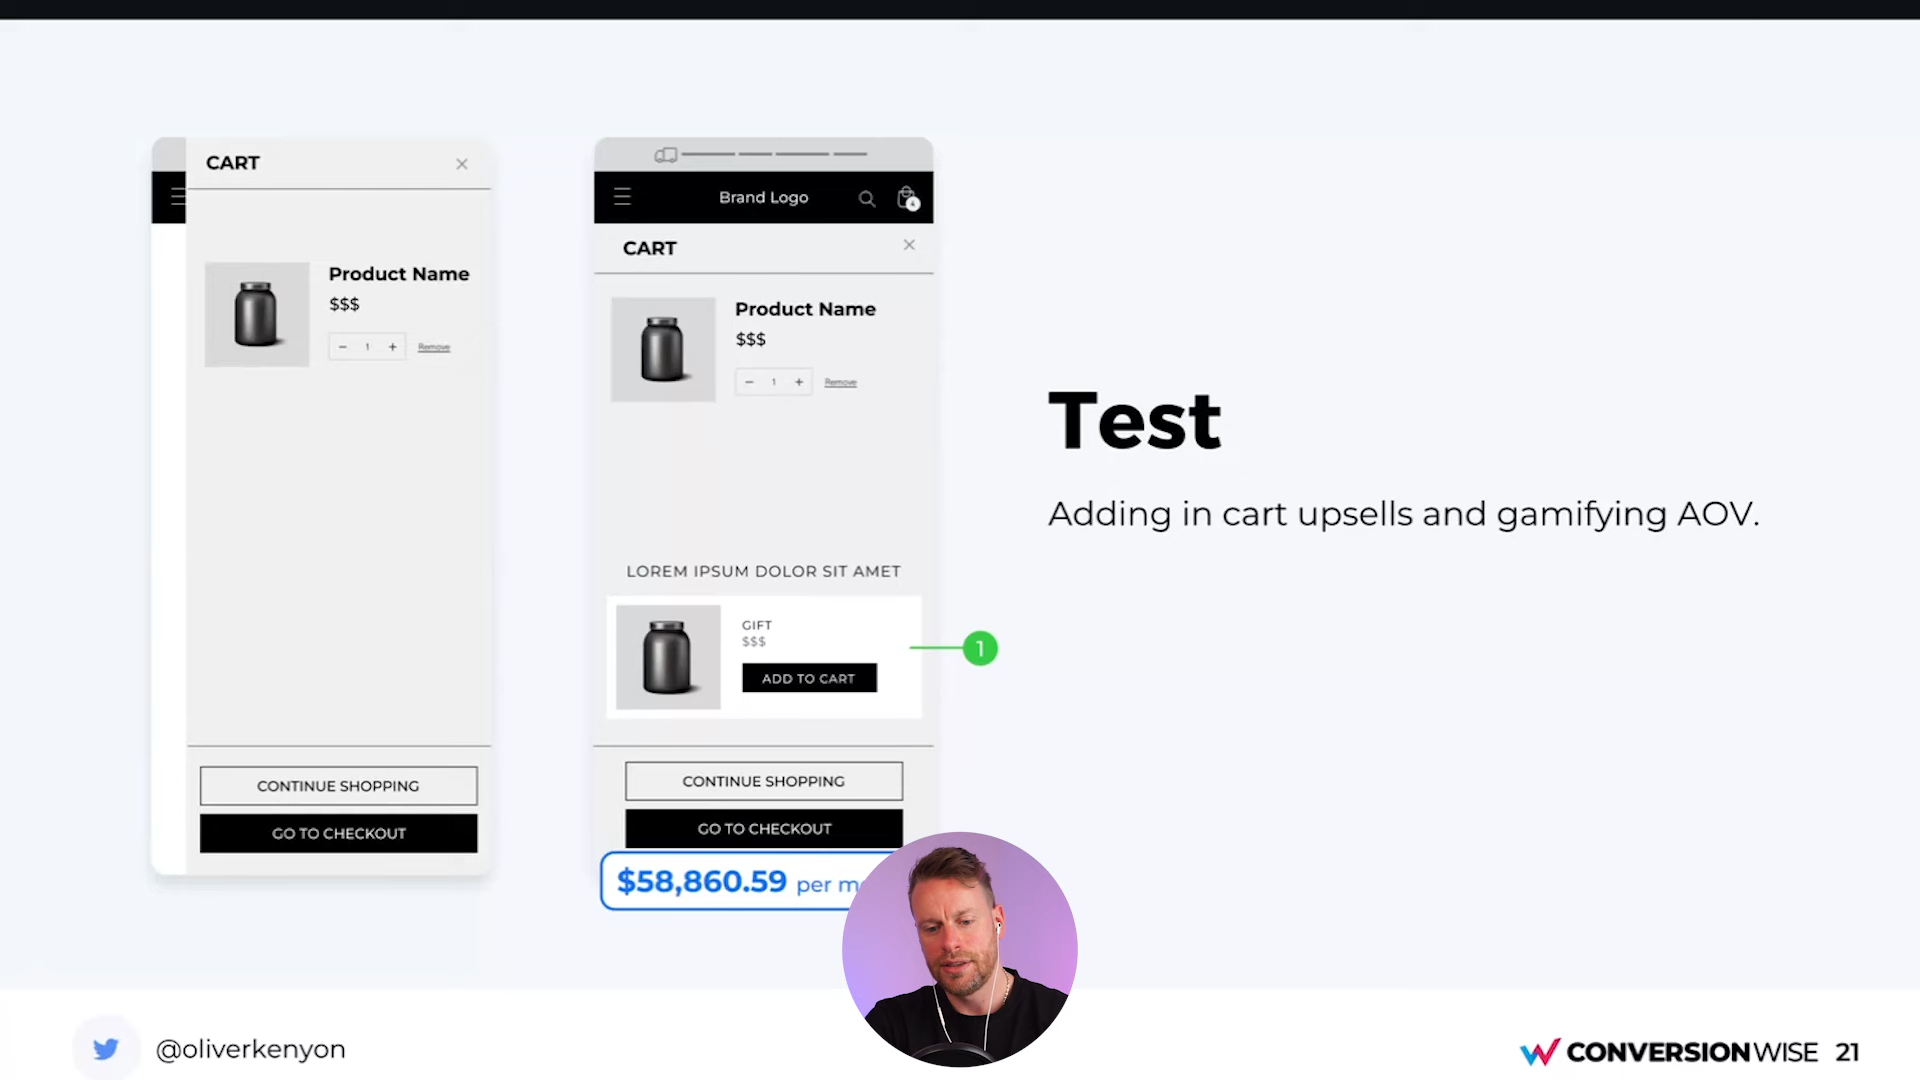 CART
Product Name
$$$
− 1 + Remove
CONTINUE SHOPPING
GO TO CHECKOUT
Brand Logo
4
CART
Product Name
$$$
− 1 + Remove
LOREM IPSUM DOLOR SIT AMET
GIFT
$$$
ADD TO CART
1
CONTINUE SHOPPING
GO TO CHECKOUT
$58,860.59 per
Test
Adding in cart upsells and gamifying AOV.
@oliverkenyon
CONVERSIONWISE 21